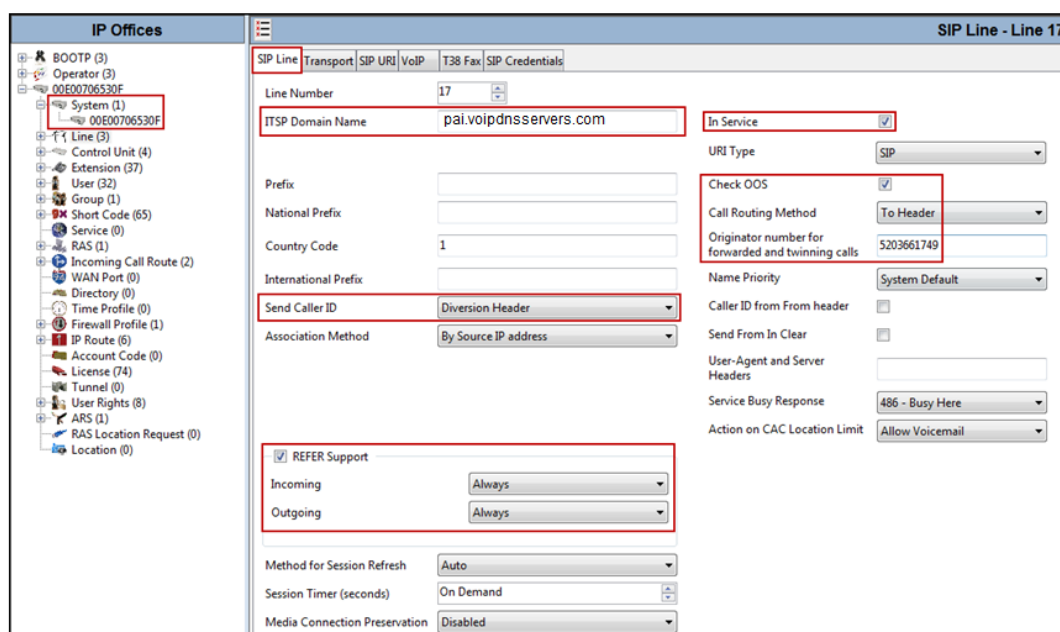 IP Offices
BOOTP (3)
Operator (3)
00E00706530F
System (1)
00E00706530F
Line (3)
Control Unit (4)
Extension (37)
User (32)
Group (1)
Short Code (65)
Service (0)
RAS (1)
Incoming Call Route (2)
WAN Port (0)
Directory (0)
Time Profile (0)
Firewall Profile (1)
IP Route (6)
Account Code (0)
License (74)
Tunnel (0)
User Rights (8)
ARS (1)
RAS Location Request (0)
Location (0)
SIP Line - Line 17
SIP Line Transport SIP URI VoIP T38 Fax SIP Credentials
Line Number 17
ITSP Domain Name pai.voipdnsservers.com
Prefix
National Prefix
Country Code 1
International Prefix
Send Caller ID Diversion Header
Association Method By Source IP address
REFER Support
Incoming Always
Outgoing Always
Method for Session Refresh Auto
Session Timer (seconds) On Demand
Media Connection Preservation Disabled
In Service
URI Type SIP
Check OOS
Call Routing Method To Header
Originator number for
forwarded and twinning calls 5203661749
Name Priority System Default
Caller ID from From header
Send From In Clear
User-Agent and Server
Headers
Service Busy Response 486 - Busy Here
Action on CAC Location Limit Allow Voicemail